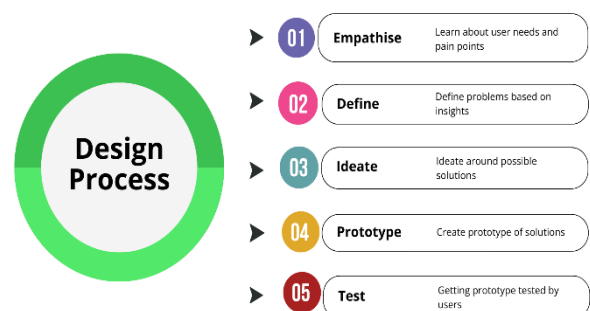 Design
Process
01
Empathise
Learn about user needs and
pain points
02
Define
Define problems based on
insights
03
Ideate
Ideate around possible
solutions
04
Prototype
Create prototype of solutions
05
Test
Getting prototype tested by
users